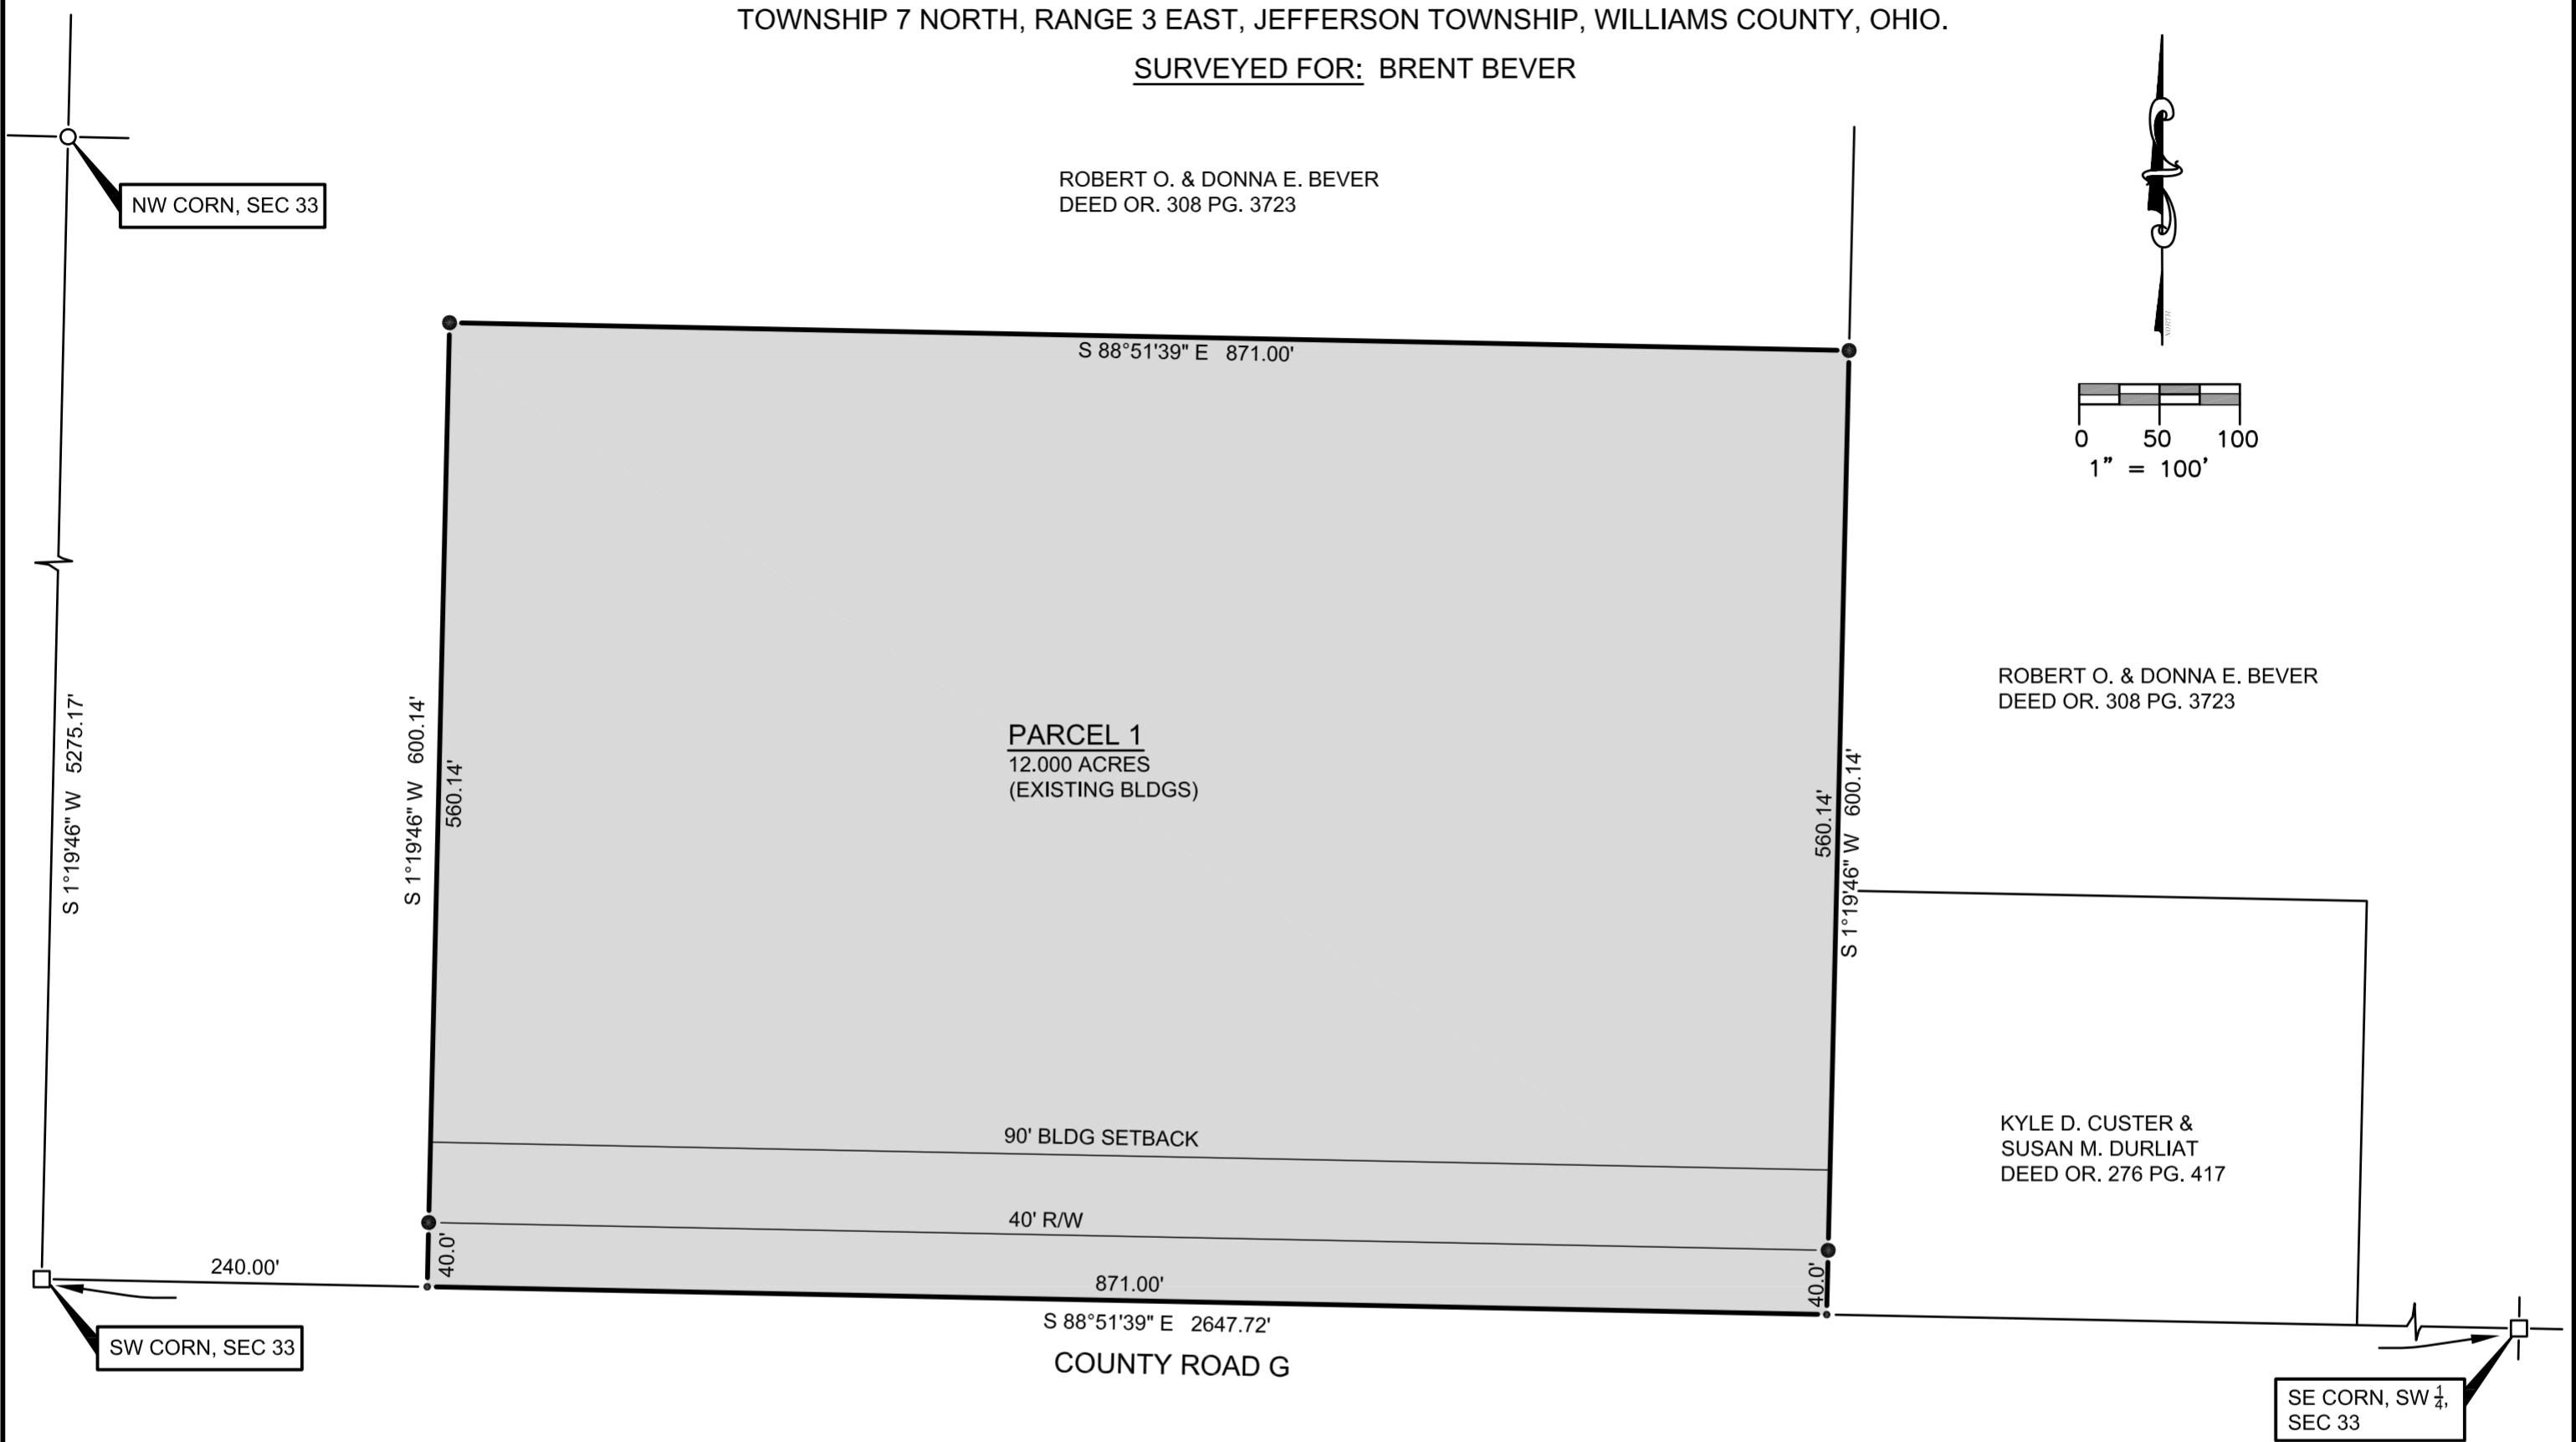 TOWNSHIP 7 NORTH, RANGE 3 EAST, JEFFERSON TOWNSHIP, WILLIAMS COUNTY, OHIO.
SURVEYED FOR: BRENT BEVER
NW CORN, SEC 33
ROBERT O. & DONNA E. BEVER
DEED OR. 308 PG. 3723
NORTH
S 88°51'39" E 871.00'
0 50 100
1" = 100'
S 1°19'46" W 5275.17'
S 1°19'46" W 600.14'
560.14'
PARCEL 1
12.000 ACRES
(EXISTING BLDGS)
560.14'
S 1°19'46" W 600.14'
ROBERT O. & DONNA E. BEVER
DEED OR. 308 PG. 3723
KYLE D. CUSTER &
SUSAN M. DURLIAT
DEED OR. 276 PG. 417
90' BLDG SETBACK
40' R/W
40.0'
40.0'
240.00'
871.00'
S 88°51'39" E 2647.72'
COUNTY ROAD G
SW CORN, SEC 33
SE CORN, SW 1/4,
SEC 33